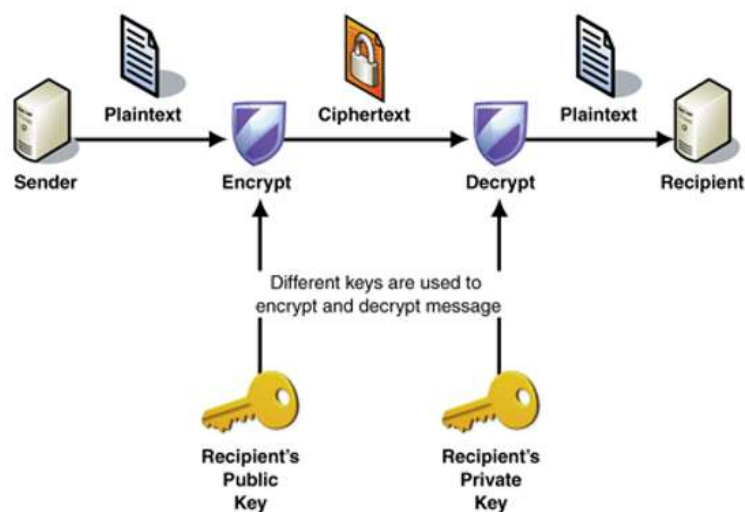 Plaintext
Ciphertext
Plaintext
Sender
Encrypt
Decrypt
Recipient
Different keys are used to
encrypt and decrypt message
Recipient's
Public
Key
Recipient's
Private
Key